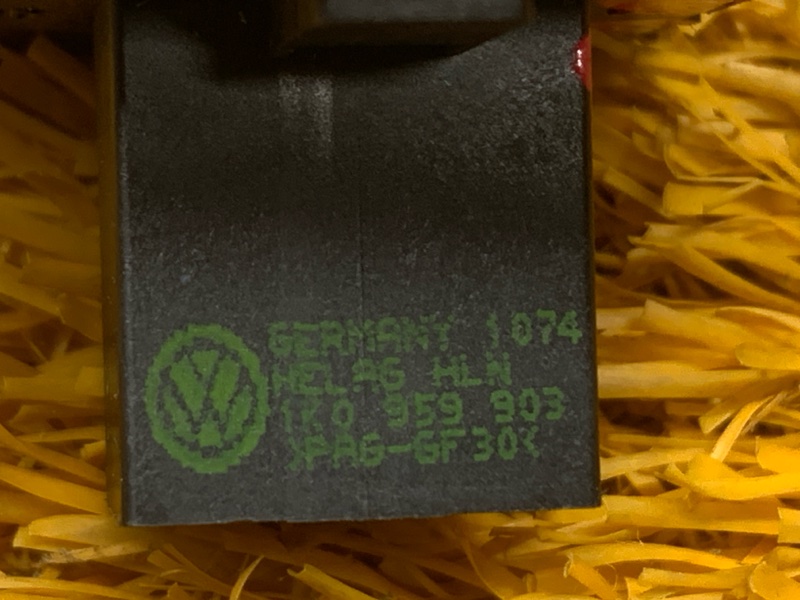 GERMANY 1074
HELAG HLN
1K0 959 903
>PA6-GF30<